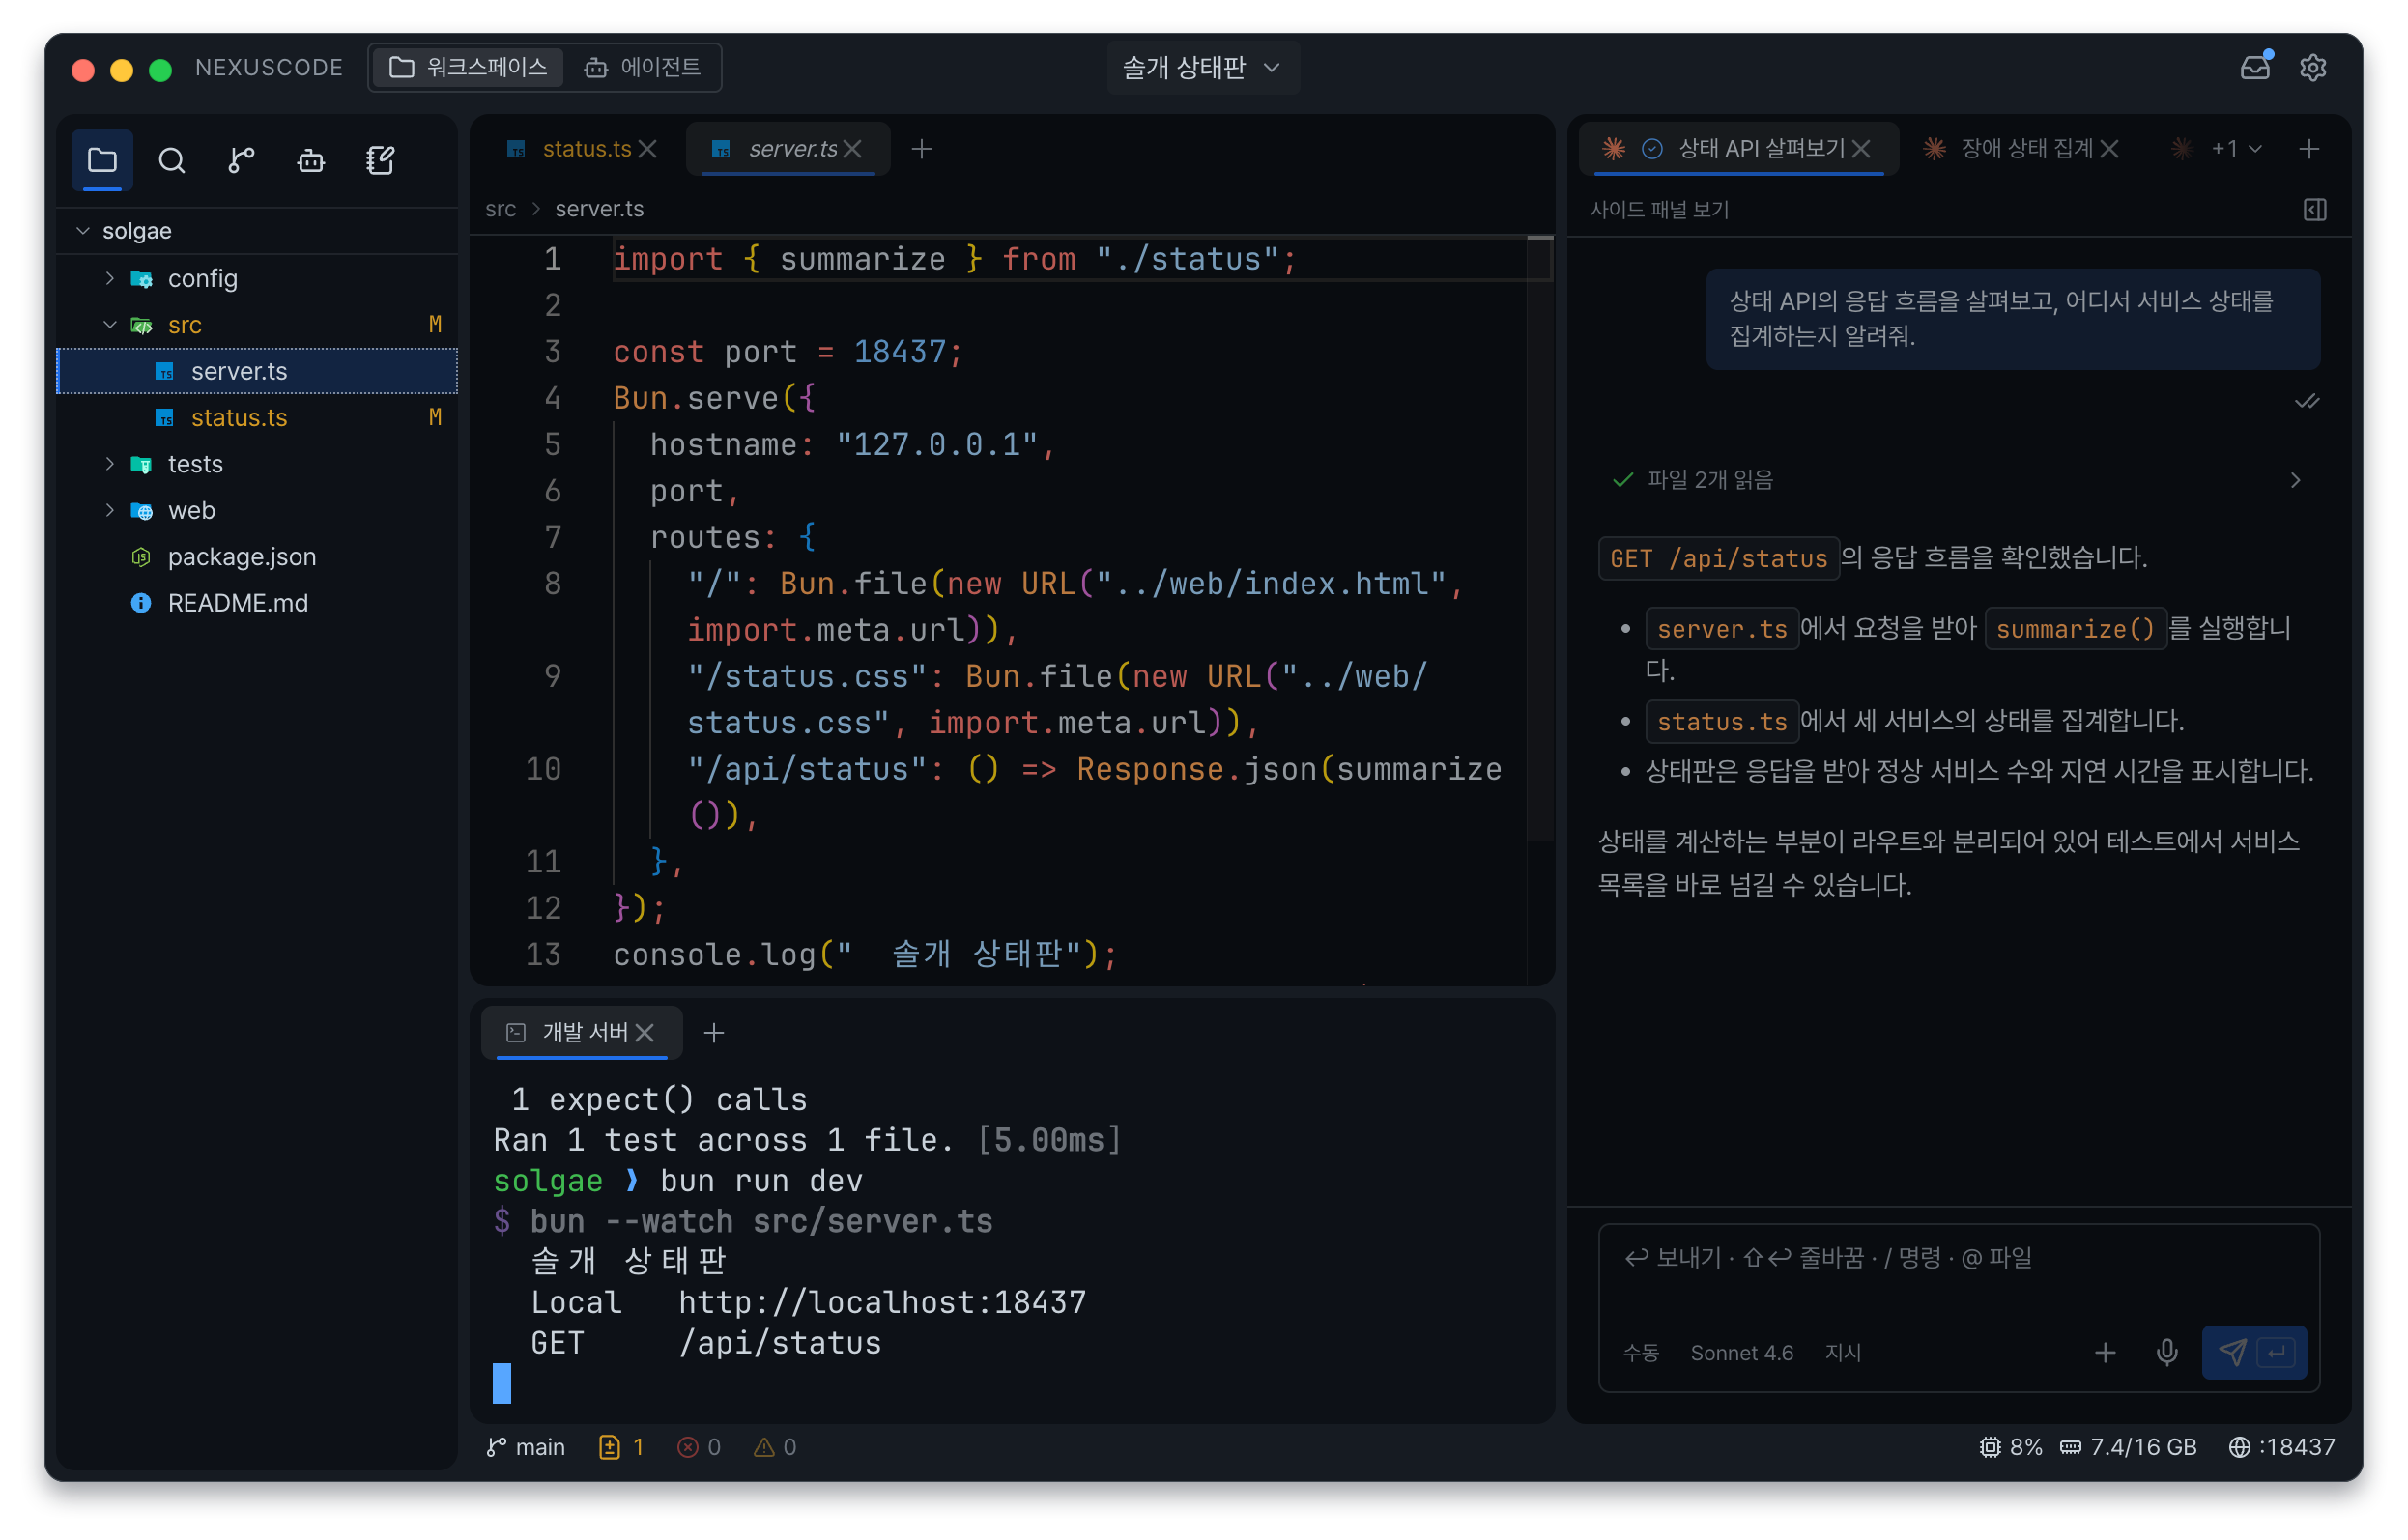 NEXUSCODE
워크스페이스
에이전트
솔개 상태판
solgae
config
src M
server.ts
status.ts M
tests
web
package.json
README.md
status.ts
server.ts
src > server.ts
1 import { summarize } from "./status";
2
3 const port = 18437;
4 Bun.serve({
5 hostname: "127.0.0.1",
6 port,
7 routes: {
8 "/": Bun.file(new URL("../web/index.html",
import.meta.url)),
9 "/status.css": Bun.file(new URL("../web/
status.css", import.meta.url)),
10 "/api/status": () => Response.json(summarize
()),
11 },
12 });
13 console.log("  솔개 상태판");
개발 서버
1 expect() calls
Ran 1 test across 1 file. [5.00ms]
solgae ❯ bun run dev
$ bun --watch src/server.ts
솔개 상태판
Local http://localhost:18437
GET /api/status
상태 API 살펴보기
장애 상태 집계
+1
사이드 패널 보기
상태 API의 응답 흐름을 살펴보고, 어디서 서비스 상태를
집계하는지 알려줘.
파일 2개 읽음
GET /api/status의 응답 흐름을 확인했습니다.
• server.ts에서 요청을 받아 summarize()를 실행합니
다.
• status.ts에서 세 서비스의 상태를 집계합니다.
• 상태판은 응답을 받아 정상 서비스 수와 지연 시간을 표시합니다.
상태를 계산하는 부분이 라우트와 분리되어 있어 테스트에서 서비스
목록을 바로 넘길 수 있습니다.
↩ 보내기 · ⇧↩ 줄바꿈 · / 명령 · @ 파일
수동 Sonnet 4.6 지시
main 1 0 0
8% 7.4/16 GB :18437